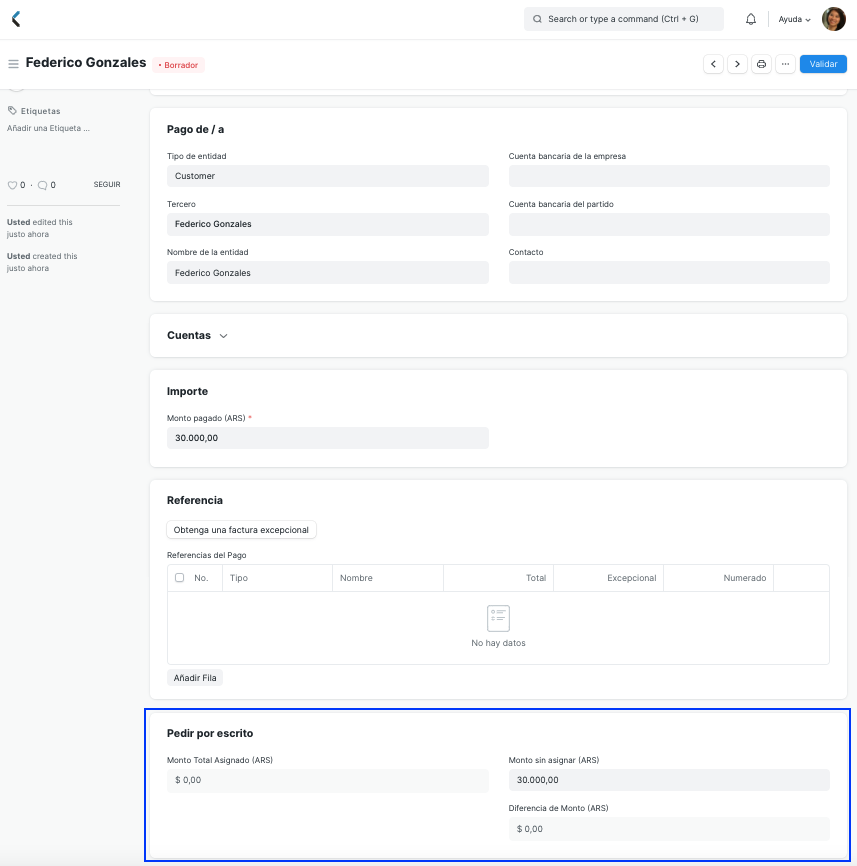 Search or type a command (Ctrl + G)
Ayuda
Federico Gonzales
• Borrador
Validar
Etiquetas
Añadir una Etiqueta ...
0 · 0
SEGUIR
Usted edited this
justo ahora
Usted created this
justo ahora
Pago de / a
Tipo de entidad
Customer
Cuenta bancaria de la empresa
Tercero
Federico Gonzales
Cuenta bancaria del partido
Nombre de la entidad
Federico Gonzales
Contacto
Cuentas
Importe
Monto pagado (ARS) *
30.000,00
Referencia
Obtenga una factura excepcional
Referencias del Pago
No. Tipo Nombre Total Excepcional Numerado
No hay datos
Añadir Fila
Pedir por escrito
Monto Total Asignado (ARS)
$ 0,00
Monto sin asignar (ARS)
30.000,00
Diferencia de Monto (ARS)
$ 0,00